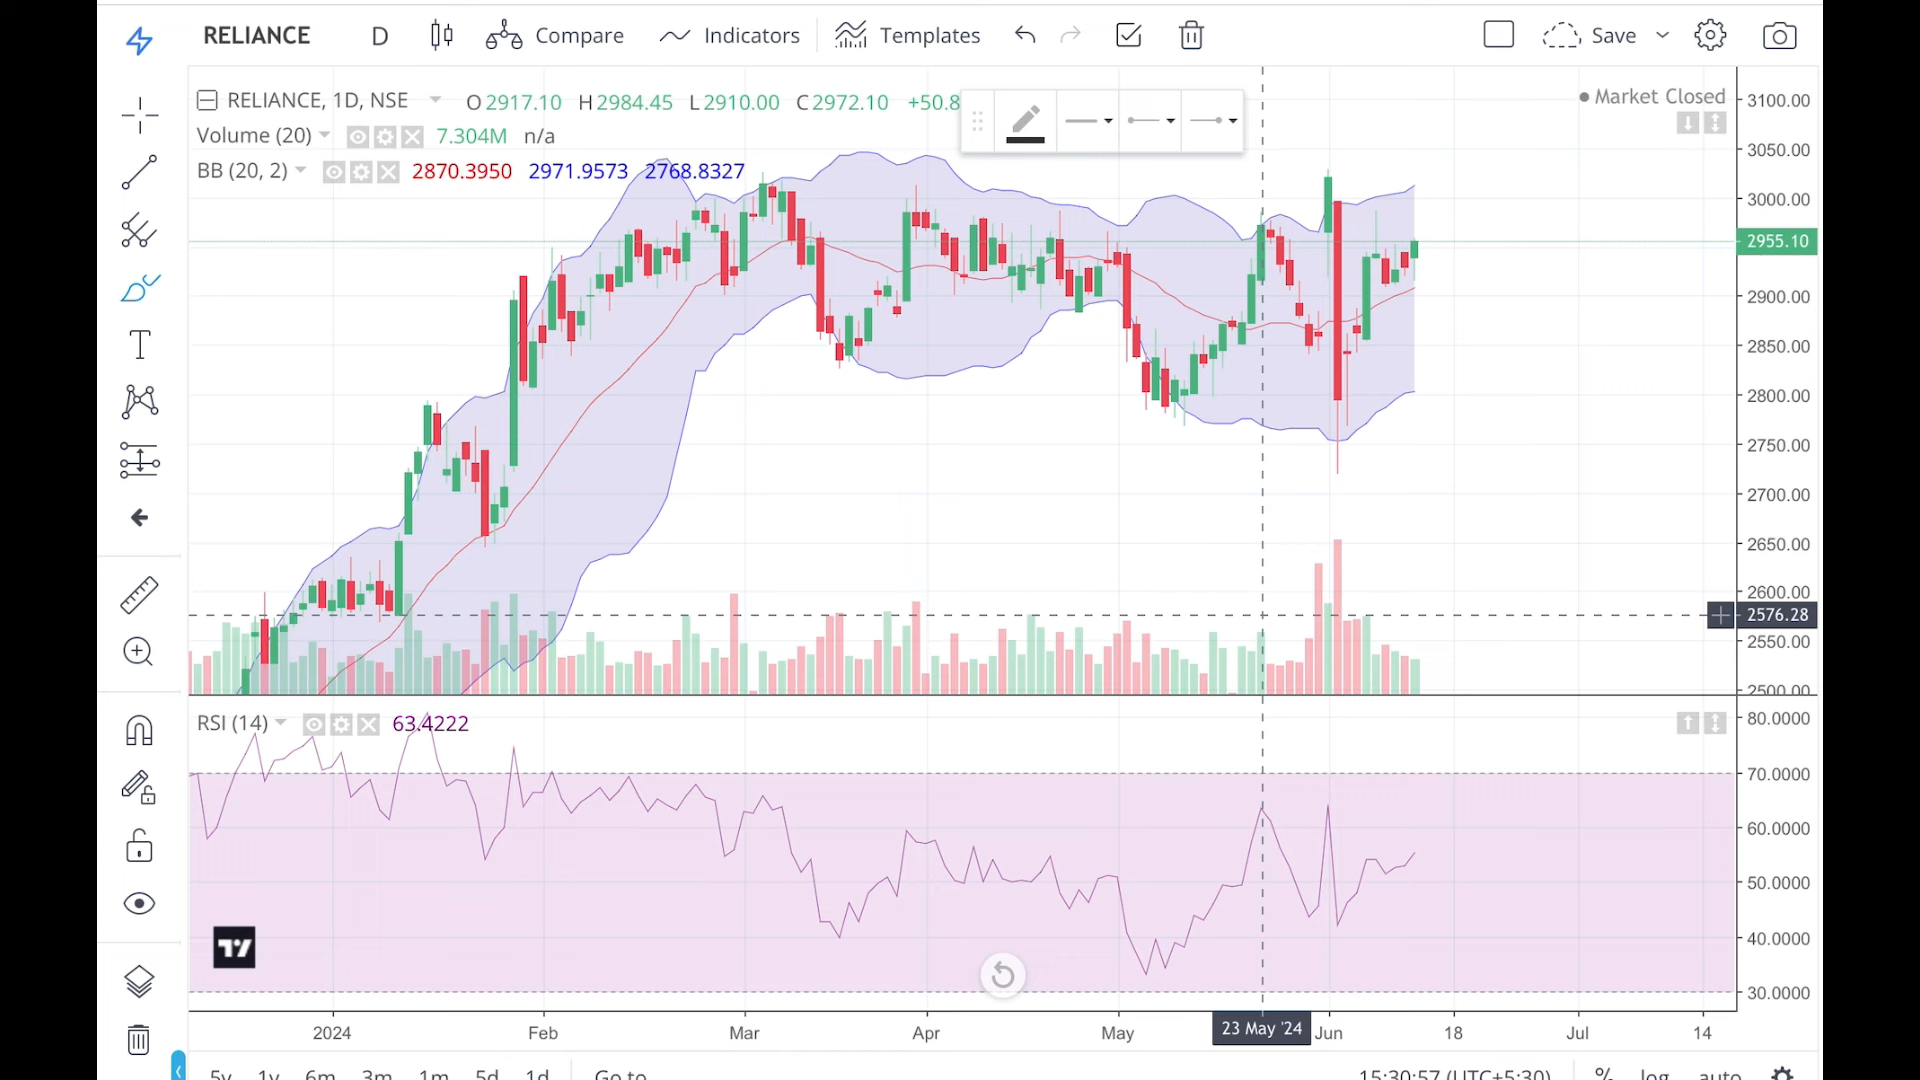 RELIANCE D Compare Indicators Templates Save
RELIANCE, 1D, NSE O2917.10 H2984.45 L2910.00 C2972.10 +50.8
Market Closed
Volume (20) 7.304M n/a
BB (20, 2) 2870.3950 2971.9573 2768.8327
3100.00
3050.00
3000.00
2955.10
2900.00
2850.00
2800.00
2750.00
2700.00
2650.00
2600.00
2576.28
2550.00
2500.00
RSI (14) 63.4222
80.0000
70.0000
60.0000
50.0000
40.0000
30.0000
2024 Feb Mar Apr May 23 May '24 Jun 18 Jul 14
5y 1y 6m 3m 1m 5d 1d Go to 15:30:57 (UTC+5:30) % log auto